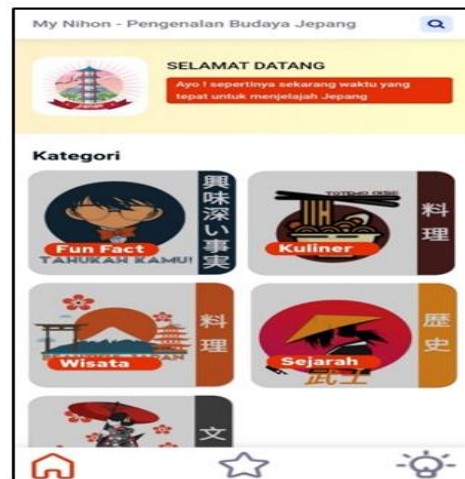 My Nihon - Pengenalan Budaya Jepang
SELAMAT DATANG
Ayo ! sepertinya sekarang waktu yang
tepat untuk menjelajah Jepang
Kategori
興味深い事実
Fun Fact
TAHUKAH KAMU!
TOTEMO OISHI
料理
Kuliner
料理
Wisata
歴史
Sejarah
武士
文